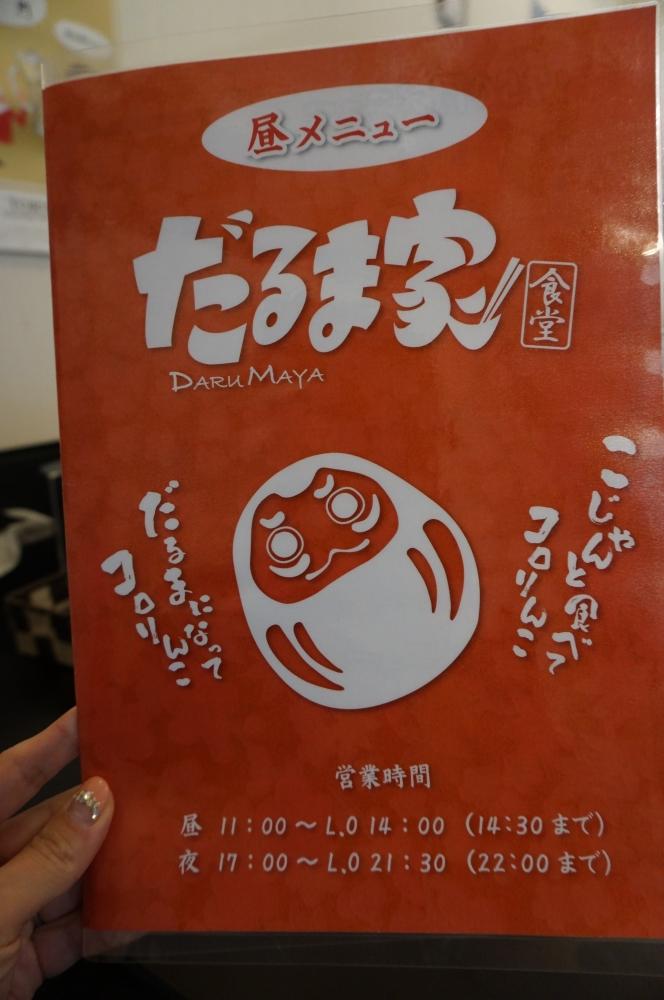 昼メニュー
だるま家
食堂
DARUMAYA
こじゃんと食べて
コロりんこ
だるまになって
コロりんこ
営業時間
昼 11:00~L.O 14:00 (14:30まで)
夜 17:00~L.O 21:30 (22:00まで)